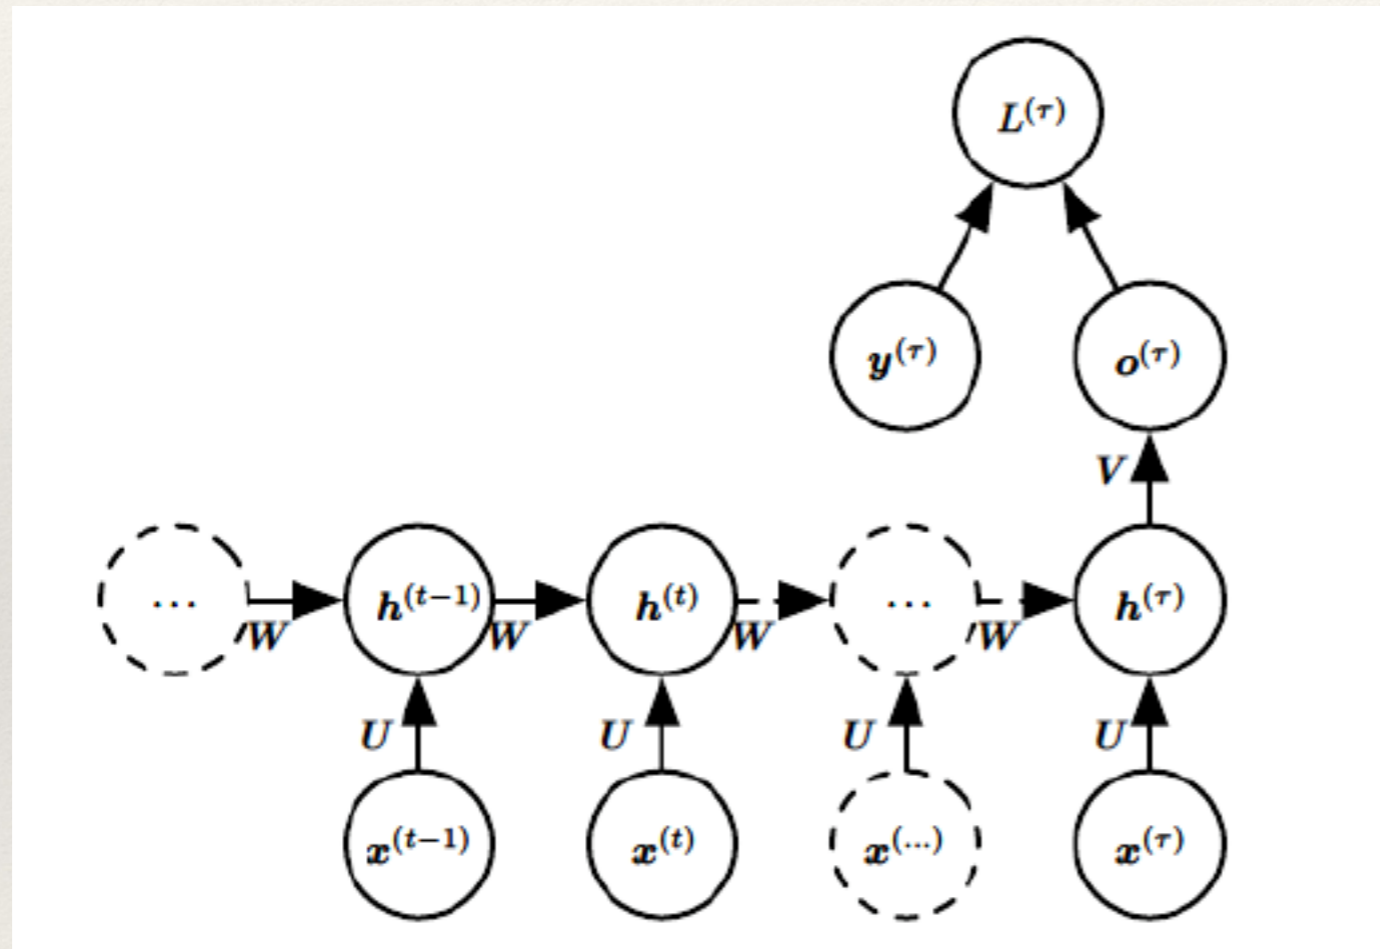 L^(τ)
y^(τ) o^(τ)
V
... h^(t−1) h^(t) ... h^(τ)
W W W W
U U U U
x^(t−1) x^(t) x^(...) x^(τ)